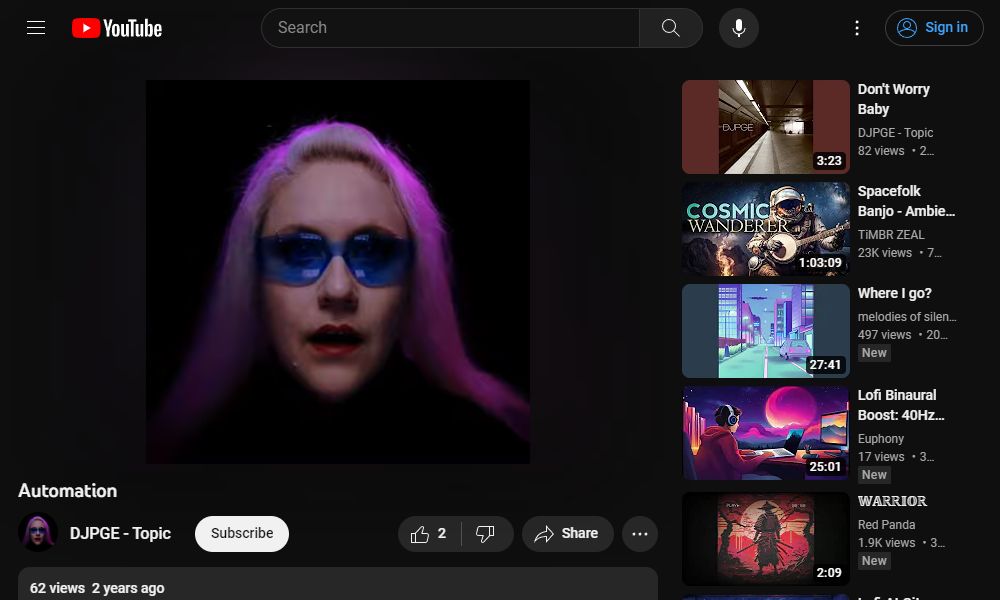 YouTube
Search
Sign in
Automation
DJPGE - Topic
Subscribe
2
Share
62 views 2 years ago
DJPGE
3:23
Don't Worry
Baby
DJPGE - Topic
82 views • 2…
COSMIC
WANDERER
1:03:09
Spacefolk
Banjo - Ambie…
TiMBR ZEAL
23K views • 7…
27:41
Where I go?
melodies of silen…
497 views • 20…
New
25:01
Lofi Binaural
Boost: 40Hz…
Euphony
17 views • 3…
New
2:09
𝕎𝔸ℝℝ𝕀𝕆ℝ
Red Panda
1.9K views • 3…
New